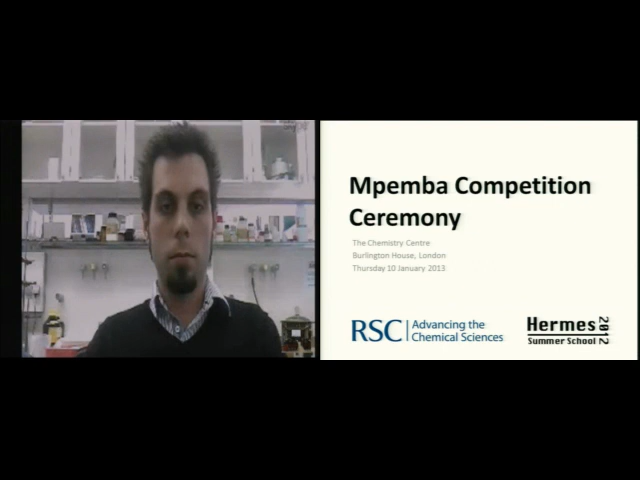 Mpemba Competition
Ceremony
The Chemistry Centre
Burlington House, London
Thursday 10 January 2013
RSC | Advancing the
Chemical Sciences
Hermes 2012
Summer School